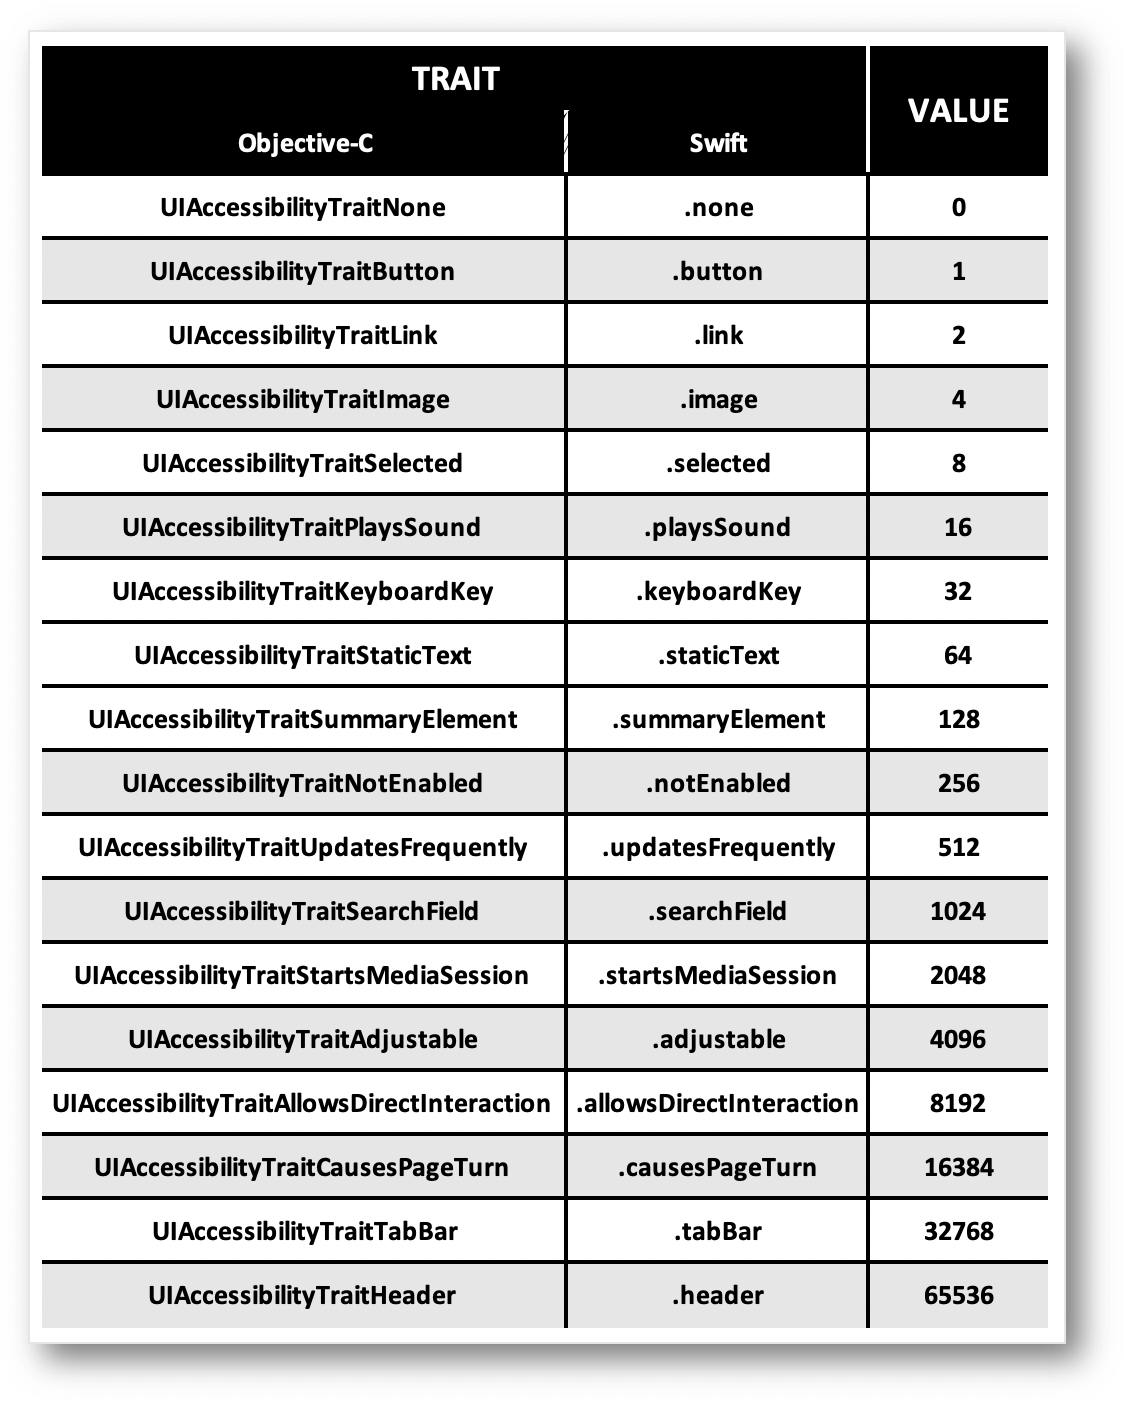 TRAIT
VALUE
Objective-C Swift
UIAccessibilityTraitNone .none 0
UIAccessibilityTraitButton .button 1
UIAccessibilityTraitLink .link 2
UIAccessibilityTraitImage .image 4
UIAccessibilityTraitSelected .selected 8
UIAccessibilityTraitPlaysSound .playsSound 16
UIAccessibilityTraitKeyboardKey .keyboardKey 32
UIAccessibilityTraitStaticText .staticText 64
UIAccessibilityTraitSummaryElement .summaryElement 128
UIAccessibilityTraitNotEnabled .notEnabled 256
UIAccessibilityTraitUpdatesFrequently .updatesFrequently 512
UIAccessibilityTraitSearchField .searchField 1024
UIAccessibilityTraitStartsMediaSession .startsMediaSession 2048
UIAccessibilityTraitAdjustable .adjustable 4096
UIAccessibilityTraitAllowsDirectInteraction .allowsDirectInteraction 8192
UIAccessibilityTraitCausesPageTurn .causesPageTurn 16384
UIAccessibilityTraitTabBar .tabBar 32768
UIAccessibilityTraitHeader .header 65536